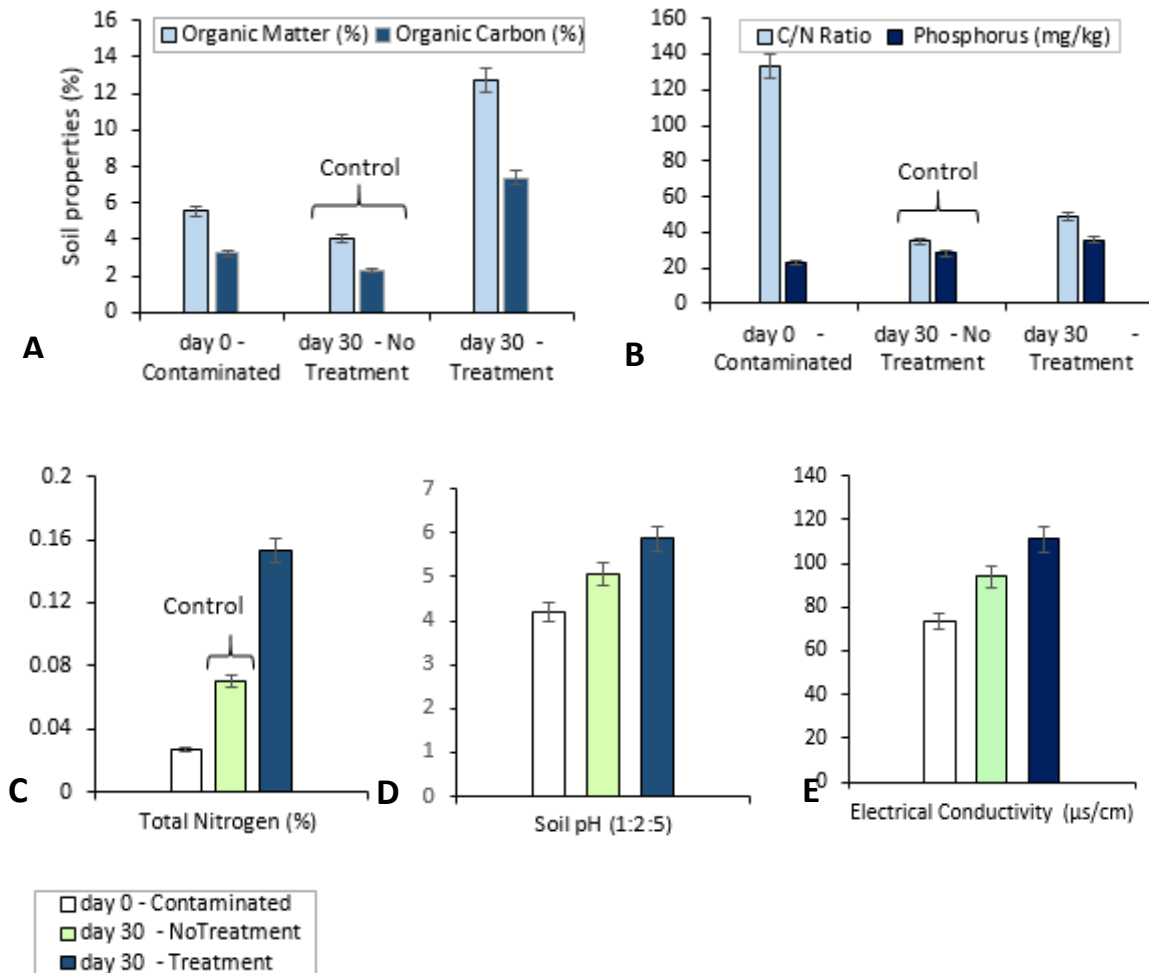 16
14
12
10
8
6
4
2
0
Soil properties (%)
Organic Matter (%) Organic Carbon (%)
Control
day 0 - Contaminated
day 30 - No Treatment
day 30 - Treatment
A
160
140
120
100
80
60
40
20
0
C/N Ratio Phosphorus (mg/kg)
Control
day 0 - Contaminated
day 30 - No Treatment
day 30 - Treatment
B
0.2
0.16
0.12
0.08
0.04
0
Control
C
Total Nitrogen (%)
7
6
5
4
3
2
1
0
D
Soil pH (1:2:5)
140
120
100
80
60
40
20
0
E
Electrical Conductivity (μs/cm)
day 0 - Contaminated
day 30 - NoTreatment
day 30 - Treatment